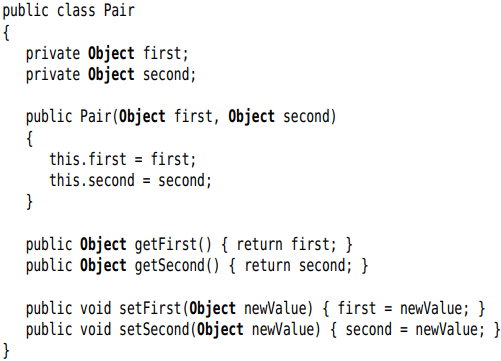 public class Pair
{
   private Object first;
   private Object second;

   public Pair(Object first, Object second)
   {
      this.first = first;
      this.second = second;
   }

   public Object getFirst() { return first; }
   public Object getSecond() { return second; }

   public void setFirst(Object newValue) { first = newValue; }
   public void setSecond(Object newValue) { second = newValue; }
}